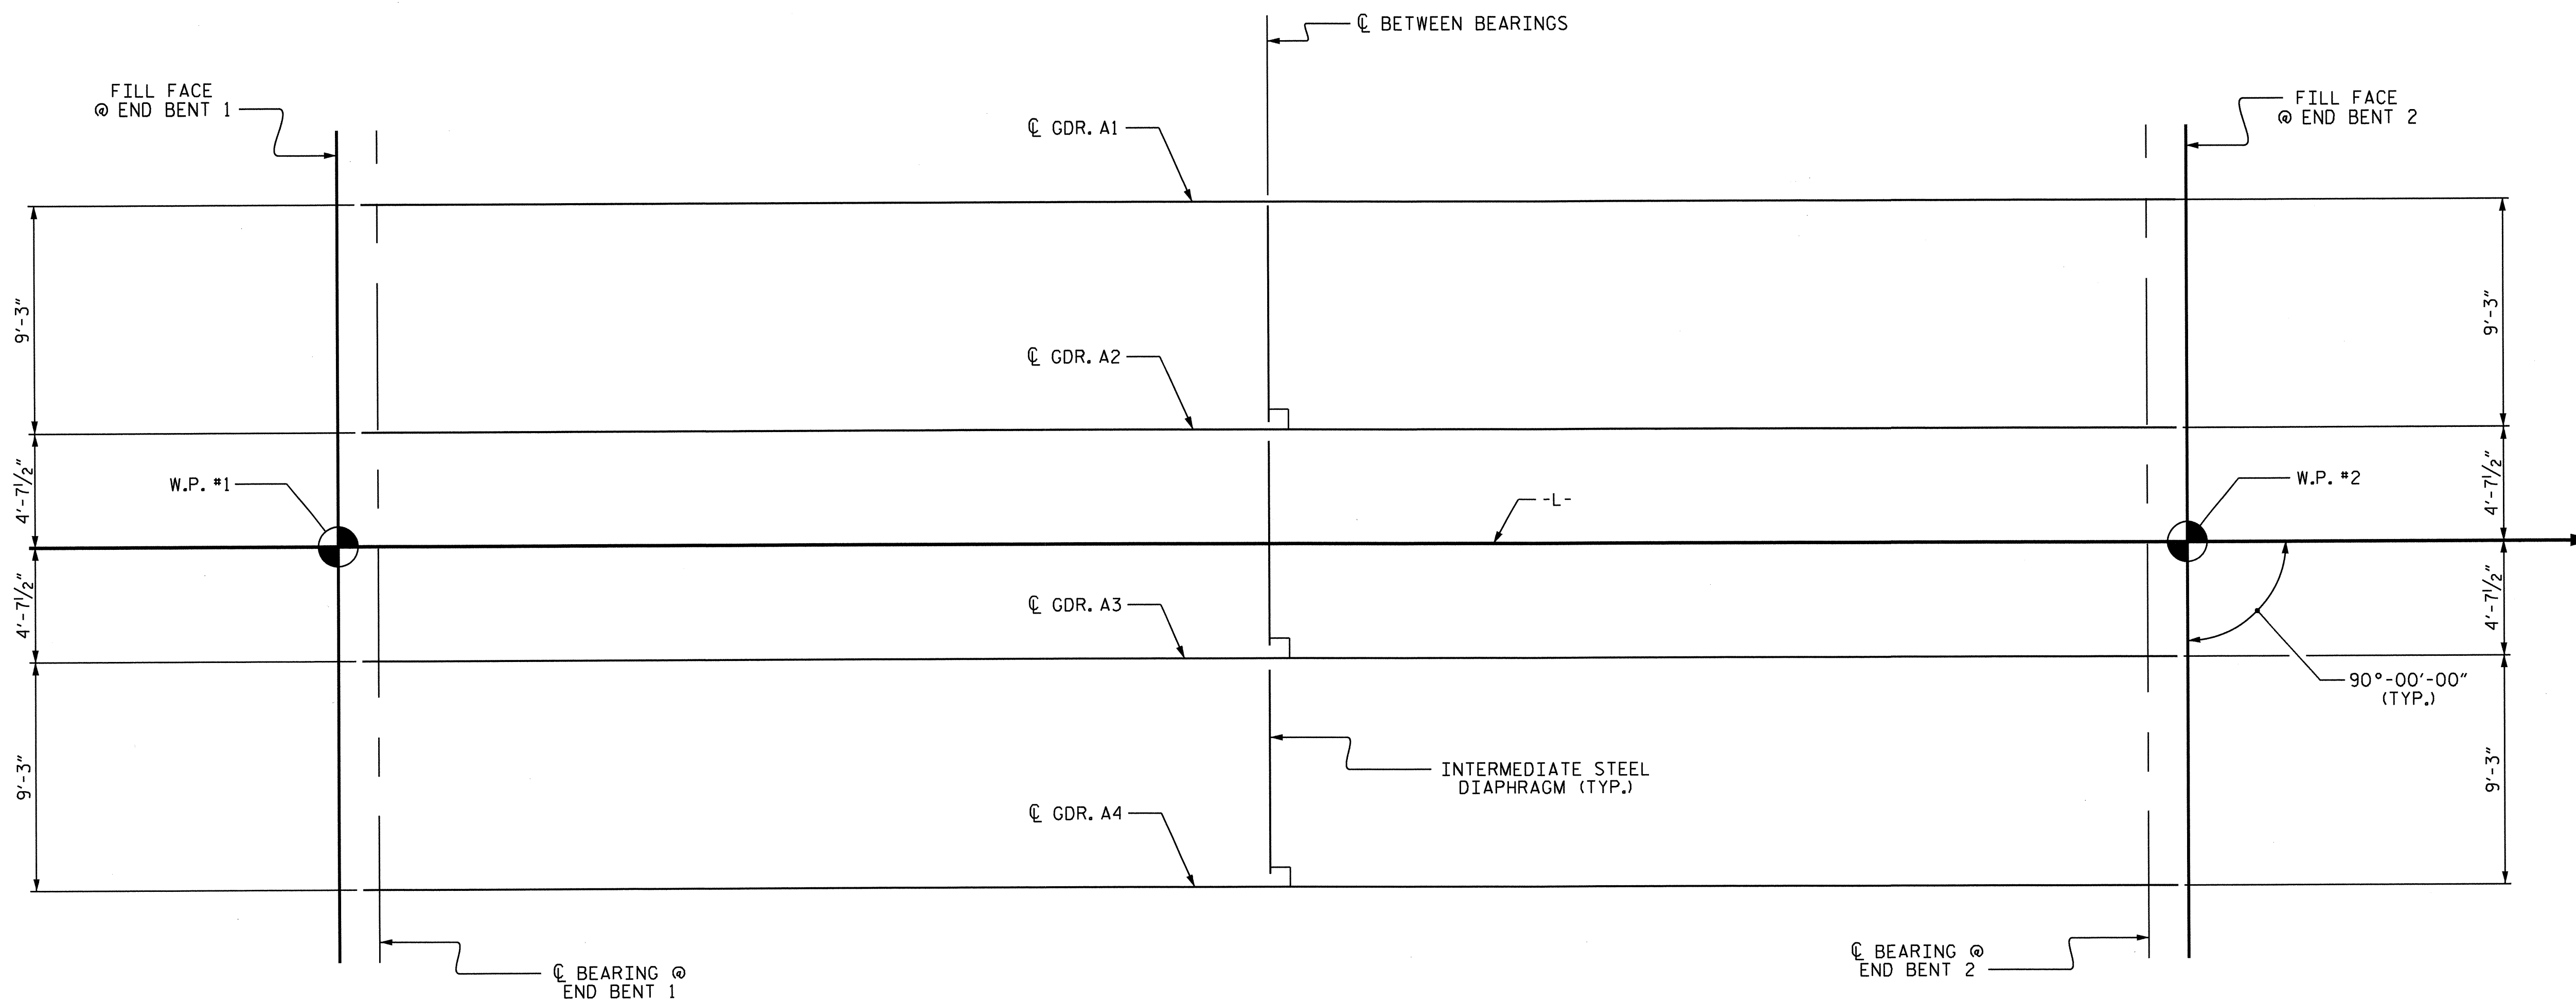 ℄ BETWEEN BEARINGS
FILL FACE
@ END BENT 1
FILL FACE
@ END BENT 2
℄ GDR. A1
9'-3"
9'-3"
℄ GDR. A2
4'-7½"
W.P. #1
-L-
W.P. #2
4'-7½"
4'-7½"
℄ GDR. A3
4'-7½"
90°-00'-00"
(TYP.)
9'-3"
INTERMEDIATE STEEL
DIAPHRAGM (TYP.)
9'-3"
℄ GDR. A4
℄ BEARING @
END BENT 1
℄ BEARING @
END BENT 2